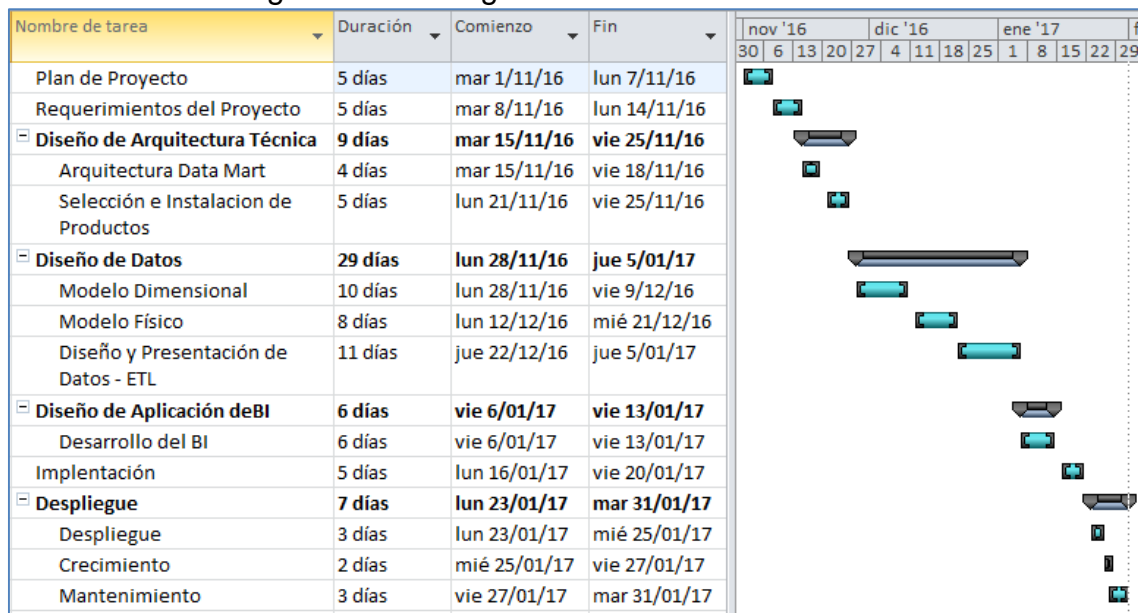 Nombre de tarea Duración Comienzo Fin nov '16 dic '16 ene '17 f
30 6 13 20 27 4 11 18 25 1 8 15 22 29
Plan de Proyecto 5 días mar 1/11/16 lun 7/11/16
Requerimientos del Proyecto 5 días mar 8/11/16 lun 14/11/16
Diseño de Arquitectura Técnica 9 días mar 15/11/16 vie 25/11/16
Arquitectura Data Mart 4 días mar 15/11/16 vie 18/11/16
Selección e Instalacion de 5 días lun 21/11/16 vie 25/11/16
Productos
Diseño de Datos 29 días lun 28/11/16 jue 5/01/17
Modelo Dimensional 10 días lun 28/11/16 vie 9/12/16
Modelo Físico 8 días lun 12/12/16 mié 21/12/16
Diseño y Presentación de 11 días jue 22/12/16 jue 5/01/17
Datos - ETL
Diseño de Aplicación deBI 6 días vie 6/01/17 vie 13/01/17
Desarrollo del BI 6 días vie 6/01/17 vie 13/01/17
Implentación 5 días lun 16/01/17 vie 20/01/17
Despliegue 7 días lun 23/01/17 mar 31/01/17
Despliegue 3 días lun 23/01/17 mié 25/01/17
Crecimiento 2 días mié 25/01/17 vie 27/01/17
Mantenimiento 3 días vie 27/01/17 mar 31/01/17